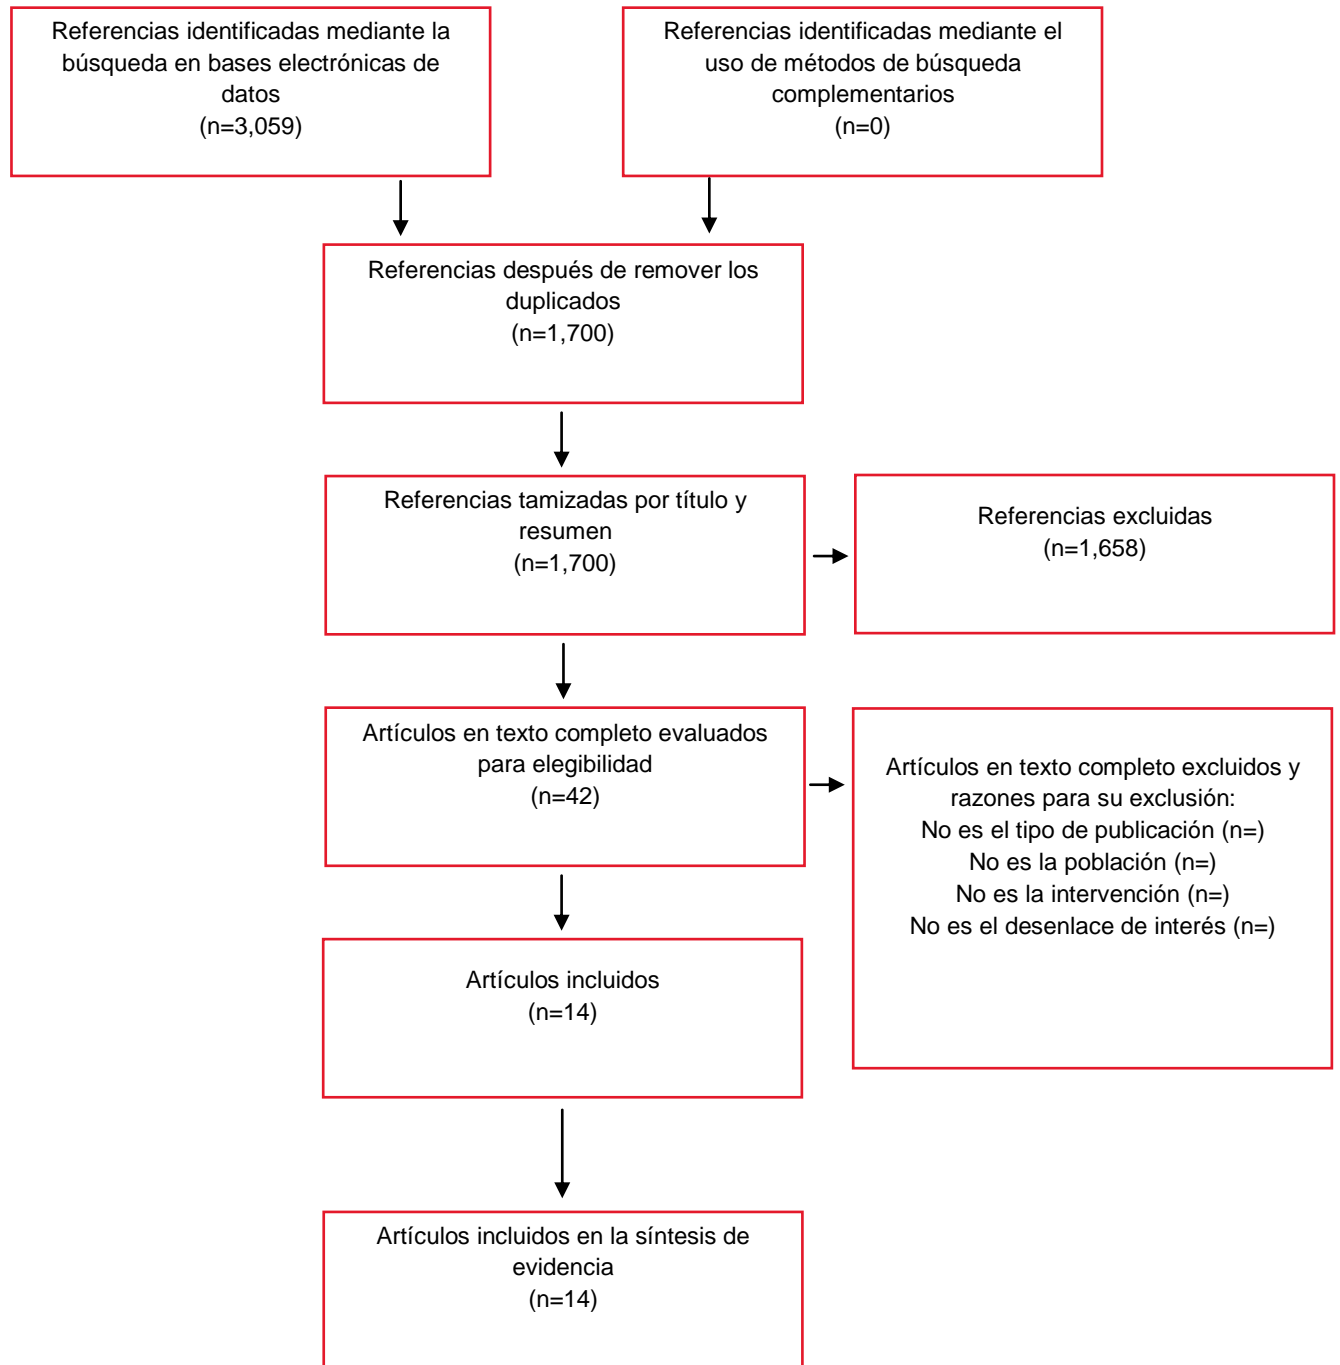 Referencias identificadas mediante la
búsqueda en bases electrónicas de
datos
(n=3,059)
Referencias identificadas mediante el
uso de métodos de búsqueda
complementarios
(n=0)
Referencias después de remover los
duplicados
(n=1,700)
Referencias tamizadas por título y
resumen
(n=1,700)
Referencias excluidas
(n=1,658)
Artículos en texto completo evaluados
para elegibilidad
(n=42)
Artículos en texto completo excluidos y
razones para su exclusión:
No es el tipo de publicación (n=)
No es la población (n=)
No es la intervención (n=)
No es el desenlace de interés (n=)
Artículos incluidos
(n=14)
Artículos incluidos en la síntesis de
evidencia
(n=14)